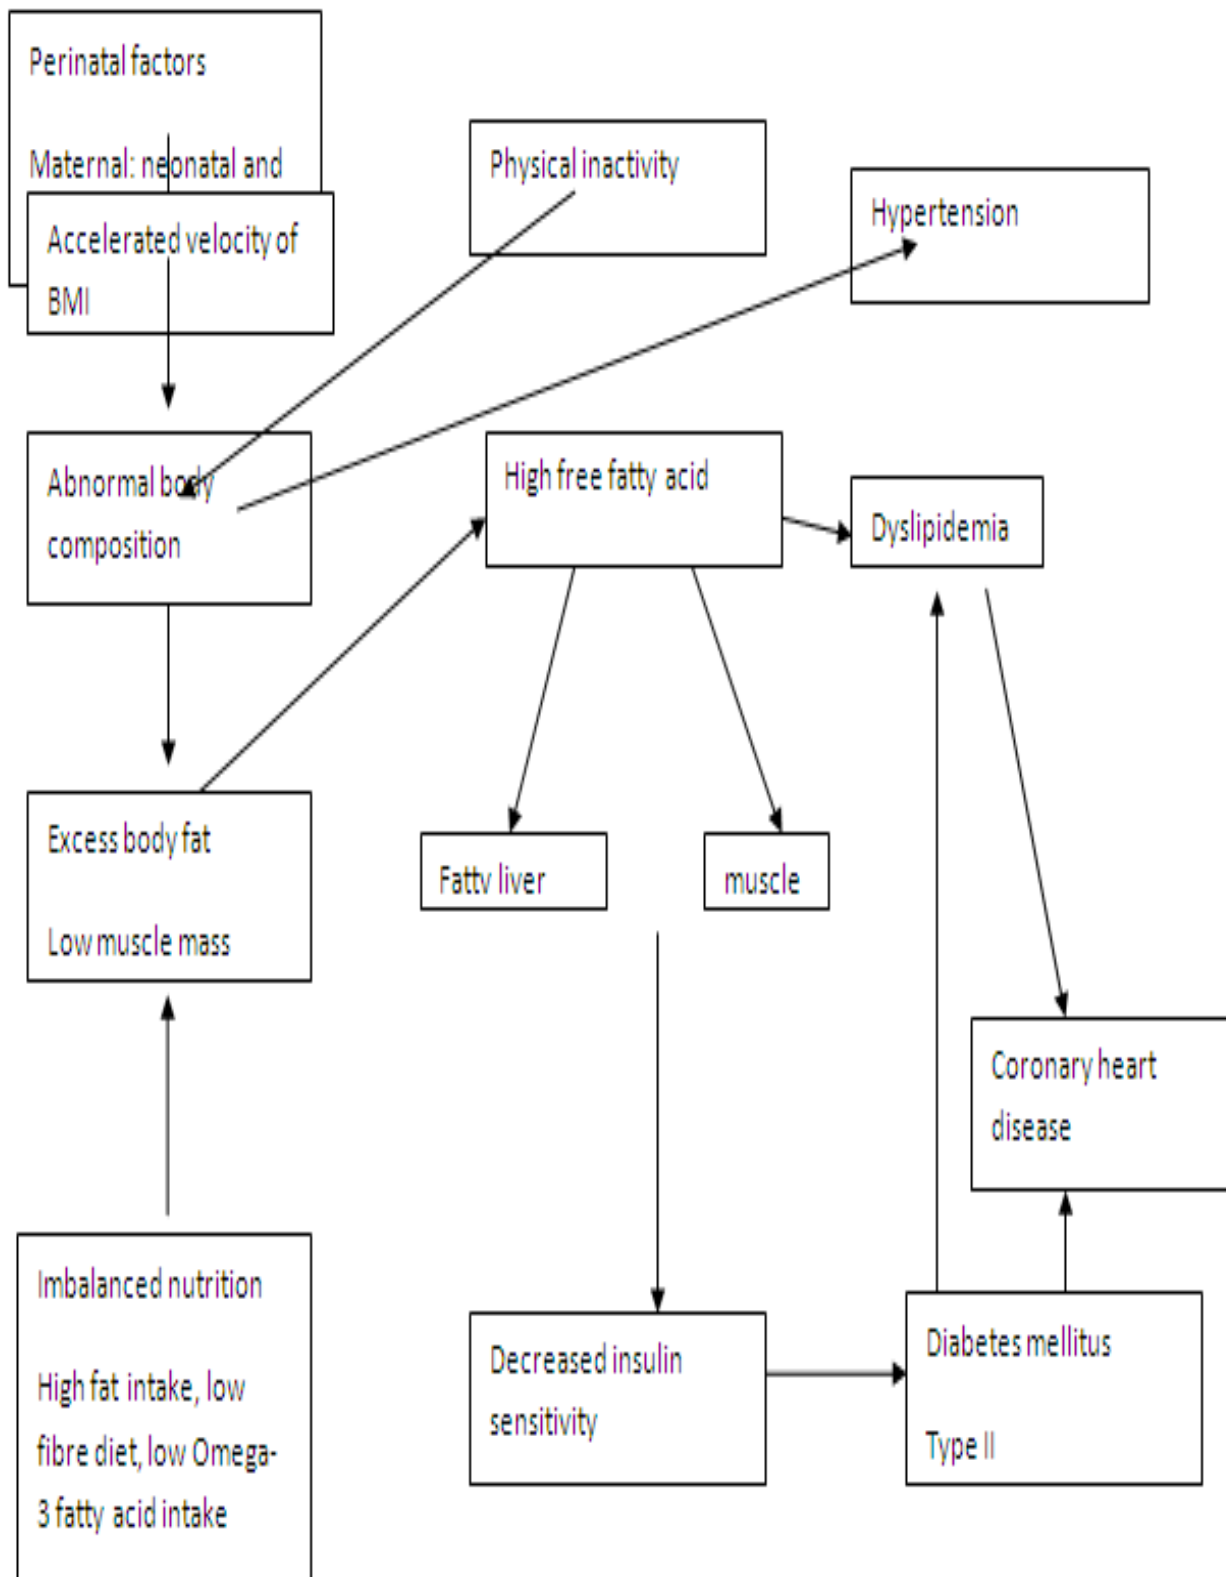 Perinatal factors
Maternal: neonatal and
Accelerated velocity of
BMI
Physical inactivity
Hypertension
Abnormal body
composition
High free fatty acid
Dyslipidemia
Excess body fat
Low muscle mass
Fatty liver
muscle
Coronary heart
disease
Imbalanced nutrition
High fat intake, low
fibre diet, low Omega-
3 fatty acid intake
Decreased insulin
sensitivity
Diabetes mellitus
Type II